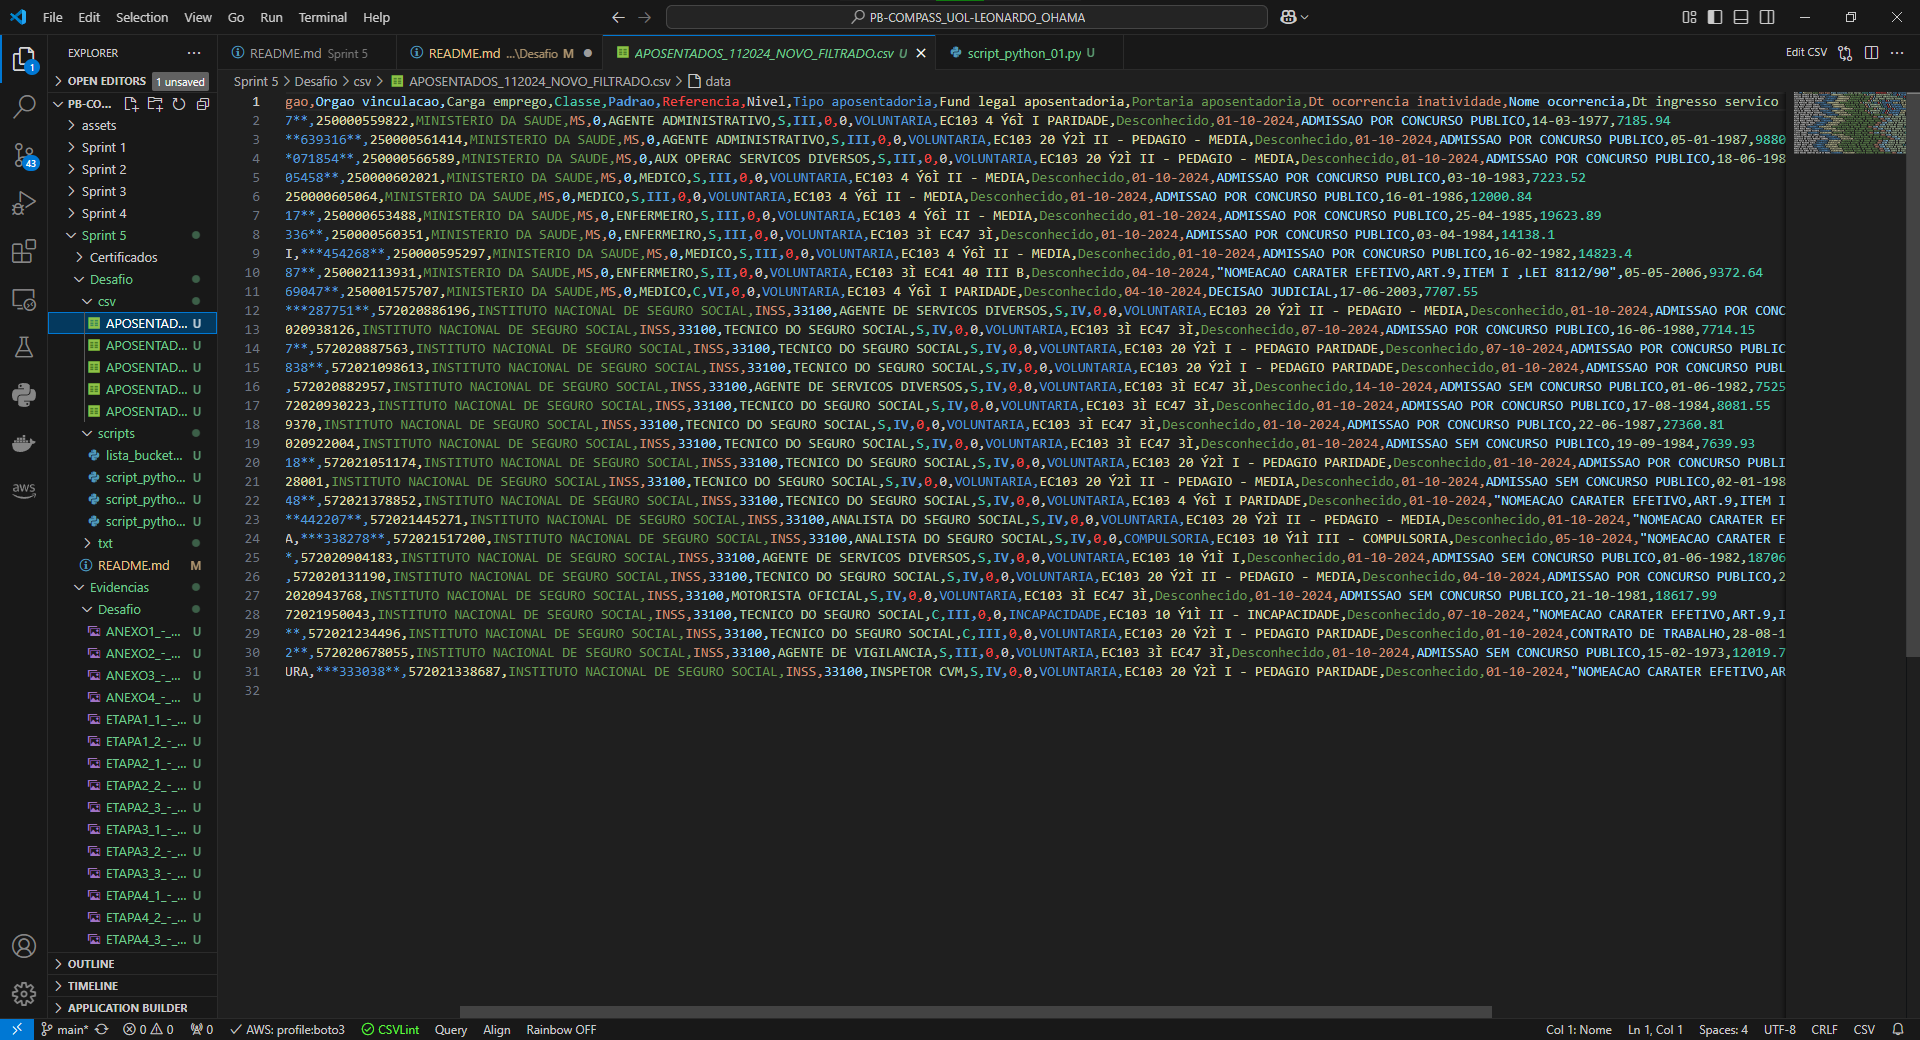 File Edit Selection View Go Run Terminal Help
PB-COMPASS_UOL-LEONARDO_OHAMA
EXPLORER
README.md Sprint 5
README.md ...\Desafio M
APOSENTADOS_112024_NOVO_FILTRADO.csv U
script_python_01.py U
Edit CSV
OPEN EDITORS 1 unsaved
Sprint 5 > Desafio > csv > APOSENTADOS_112024_NOVO_FILTRADO.csv > data
PB-CO...
assets
Sprint 1
Sprint 2
Sprint 3
Sprint 4
Sprint 5
Certificados
Desafio
csv
APOSENTAD... U
APOSENTAD... U
APOSENTAD... U
APOSENTAD... U
APOSENTAD... U
scripts
lista_bucket... U
script_pytho... U
script_pytho... U
script_pytho... U
txt
README.md M
Evidencias
Desafio
ANEXO1_-_... U
ANEXO2_-_... U
ANEXO3_-_... U
ANEXO4_-_... U
ETAPA1_1_-_... U
ETAPA1_2_-_... U
ETAPA2_1_-_... U
ETAPA2_2_-_... U
ETAPA2_3_-_... U
ETAPA3_1_-_... U
ETAPA3_2_-_... U
ETAPA3_3_-_... U
ETAPA4_1_-_... U
ETAPA4_2_-_... U
ETAPA4_3_-_... U
OUTLINE
TIMELINE
APPLICATION BUILDER
1
43
aws
1 gao,Orgao vinculacao,Carga emprego,Classe,Padrao,Referencia,Nivel,Tipo aposentadoria,Fund legal aposentadoria,Portaria aposentadoria,Dt ocorrencia inatividade,Nome ocorrencia,Dt ingresso servico
2 7**,250000559822,MINISTERIO DA SAUDE,MS,0,AGENTE ADMINISTRATIVO,S,III,0,0,VOLUNTARIA,EC103 4 Ý6Ì I PARIDADE,Desconhecido,01-10-2024,ADMISSAO POR CONCURSO PUBLICO,14-03-1977,7185.94
3 **639316**,250000561414,MINISTERIO DA SAUDE,MS,0,AGENTE ADMINISTRATIVO,S,III,0,0,VOLUNTARIA,EC103 20 Ý2Ì II - PEDAGIO - MEDIA,Desconhecido,01-10-2024,ADMISSAO POR CONCURSO PUBLICO,05-01-1987,9880
4 *071854**,250000566589,MINISTERIO DA SAUDE,MS,0,AUX OPERAC SERVICOS DIVERSOS,S,III,0,0,VOLUNTARIA,EC103 20 Ý2Ì II - PEDAGIO - MEDIA,Desconhecido,01-10-2024,ADMISSAO POR CONCURSO PUBLICO,18-06-198
5 05458**,250000602021,MINISTERIO DA SAUDE,MS,0,MEDICO,S,III,0,0,VOLUNTARIA,EC103 4 Ý6Ì II - MEDIA,Desconhecido,01-10-2024,ADMISSAO POR CONCURSO PUBLICO,03-10-1983,7223.52
6 250000605064,MINISTERIO DA SAUDE,MS,0,MEDICO,S,III,0,0,VOLUNTARIA,EC103 4 Ý6Ì II - MEDIA,Desconhecido,01-10-2024,ADMISSAO POR CONCURSO PUBLICO,16-01-1986,12000.84
7 17**,250000653488,MINISTERIO DA SAUDE,MS,0,ENFERMEIRO,S,III,0,0,VOLUNTARIA,EC103 4 Ý6Ì II - MEDIA,Desconhecido,01-10-2024,ADMISSAO POR CONCURSO PUBLICO,25-04-1985,19623.89
8 336**,250000560351,MINISTERIO DA SAUDE,MS,0,ENFERMEIRO,S,III,0,0,VOLUNTARIA,EC103 3Ì EC47 3Ì,Desconhecido,01-10-2024,ADMISSAO POR CONCURSO PUBLICO,03-04-1984,14138.1
9 I,***454268**,250000595297,MINISTERIO DA SAUDE,MS,0,MEDICO,S,III,0,0,VOLUNTARIA,EC103 4 Ý6Ì II - MEDIA,Desconhecido,01-10-2024,ADMISSAO POR CONCURSO PUBLICO,16-02-1982,14823.4
10 87**,250002113931,MINISTERIO DA SAUDE,MS,0,ENFERMEIRO,S,II,0,0,VOLUNTARIA,EC103 3Ì EC41 40 III B,Desconhecido,04-10-2024,"NOMEACAO CARATER EFETIVO,ART.9,ITEM I ,LEI 8112/90",05-05-2006,9372.64
11 69047**,250001575707,MINISTERIO DA SAUDE,MS,0,MEDICO,C,VI,0,0,VOLUNTARIA,EC103 4 Ý6Ì I PARIDADE,Desconhecido,04-10-2024,DECISAO JUDICIAL,17-06-2003,7707.55
12 ***287751**,572020886196,INSTITUTO NACIONAL DE SEGURO SOCIAL,INSS,33100,AGENTE DE SERVICOS DIVERSOS,S,IV,0,0,VOLUNTARIA,EC103 20 Ý2Ì II - PEDAGIO - MEDIA,Desconhecido,01-10-2024,ADMISSAO POR CONC
13 020938126,INSTITUTO NACIONAL DE SEGURO SOCIAL,INSS,33100,TECNICO DO SEGURO SOCIAL,S,IV,0,0,VOLUNTARIA,EC103 3Ì EC47 3Ì,Desconhecido,07-10-2024,ADMISSAO POR CONCURSO PUBLICO,16-06-1980,7714.15
14 7**,572020887563,INSTITUTO NACIONAL DE SEGURO SOCIAL,INSS,33100,TECNICO DO SEGURO SOCIAL,S,IV,0,0,VOLUNTARIA,EC103 20 Ý2Ì I - PEDAGIO PARIDADE,Desconhecido,07-10-2024,ADMISSAO POR CONCURSO PUBLIC
15 838**,572021098613,INSTITUTO NACIONAL DE SEGURO SOCIAL,INSS,33100,TECNICO DO SEGURO SOCIAL,S,IV,0,0,VOLUNTARIA,EC103 20 Ý2Ì I - PEDAGIO PARIDADE,Desconhecido,01-10-2024,ADMISSAO POR CONCURSO PUBL
16 ,572020882957,INSTITUTO NACIONAL DE SEGURO SOCIAL,INSS,33100,AGENTE DE SERVICOS DIVERSOS,S,IV,0,0,VOLUNTARIA,EC103 3Ì EC47 3Ì,Desconhecido,14-10-2024,ADMISSAO SEM CONCURSO PUBLICO,01-06-1982,7525
17 72020930223,INSTITUTO NACIONAL DE SEGURO SOCIAL,INSS,33100,TECNICO DO SEGURO SOCIAL,S,IV,0,0,VOLUNTARIA,EC103 3Ì EC47 3Ì,Desconhecido,01-10-2024,ADMISSAO POR CONCURSO PUBLICO,17-08-1984,8081.55
18 9370,INSTITUTO NACIONAL DE SEGURO SOCIAL,INSS,33100,TECNICO DO SEGURO SOCIAL,S,IV,0,0,VOLUNTARIA,EC103 3Ì EC47 3Ì,Desconhecido,01-10-2024,ADMISSAO POR CONCURSO PUBLICO,22-06-1987,27360.81
19 020922004,INSTITUTO NACIONAL DE SEGURO SOCIAL,INSS,33100,TECNICO DO SEGURO SOCIAL,S,IV,0,0,VOLUNTARIA,EC103 3Ì EC47 3Ì,Desconhecido,01-10-2024,ADMISSAO SEM CONCURSO PUBLICO,19-09-1984,7639.93
20 18**,572021051174,INSTITUTO NACIONAL DE SEGURO SOCIAL,INSS,33100,TECNICO DO SEGURO SOCIAL,S,IV,0,0,VOLUNTARIA,EC103 20 Ý2Ì I - PEDAGIO PARIDADE,Desconhecido,01-10-2024,ADMISSAO POR CONCURSO PUBLI
21 28001,INSTITUTO NACIONAL DE SEGURO SOCIAL,INSS,33100,TECNICO DO SEGURO SOCIAL,S,IV,0,0,VOLUNTARIA,EC103 20 Ý2Ì II - PEDAGIO - MEDIA,Desconhecido,01-10-2024,ADMISSAO SEM CONCURSO PUBLICO,02-01-198
22 48**,572021378852,INSTITUTO NACIONAL DE SEGURO SOCIAL,INSS,33100,TECNICO DO SEGURO SOCIAL,S,IV,0,0,VOLUNTARIA,EC103 4 Ý6Ì I PARIDADE,Desconhecido,01-10-2024,"NOMEACAO CARATER EFETIVO,ART.9,ITEM I
23 **442207**,572021445271,INSTITUTO NACIONAL DE SEGURO SOCIAL,INSS,33100,ANALISTA DO SEGURO SOCIAL,S,IV,0,0,VOLUNTARIA,EC103 20 Ý2Ì II - PEDAGIO - MEDIA,Desconhecido,01-10-2024,"NOMEACAO CARATER EF
24 A,***338278**,572021517200,INSTITUTO NACIONAL DE SEGURO SOCIAL,INSS,33100,ANALISTA DO SEGURO SOCIAL,S,IV,0,0,COMPULSORIA,EC103 10 Ý1Ì III - COMPULSORIA,Desconhecido,05-10-2024,"NOMEACAO CARATER E
25 *,572020904183,INSTITUTO NACIONAL DE SEGURO SOCIAL,INSS,33100,AGENTE DE SERVICOS DIVERSOS,S,IV,0,0,VOLUNTARIA,EC103 10 Ý1Ì I,Desconhecido,01-10-2024,ADMISSAO SEM CONCURSO PUBLICO,01-06-1982,18706
26 ,572020131190,INSTITUTO NACIONAL DE SEGURO SOCIAL,INSS,33100,TECNICO DO SEGURO SOCIAL,S,IV,0,0,VOLUNTARIA,EC103 20 Ý2Ì II - PEDAGIO - MEDIA,Desconhecido,04-10-2024,ADMISSAO POR CONCURSO PUBLICO,2
27 2020943768,INSTITUTO NACIONAL DE SEGURO SOCIAL,INSS,33100,MOTORISTA OFICIAL,S,IV,0,0,VOLUNTARIA,EC103 3Ì EC47 3Ì,Desconhecido,01-10-2024,ADMISSAO SEM CONCURSO PUBLICO,21-10-1981,18617.99
28 72021950043,INSTITUTO NACIONAL DE SEGURO SOCIAL,INSS,33100,TECNICO DO SEGURO SOCIAL,C,III,0,0,INCAPACIDADE,EC103 10 Ý1Ì II - INCAPACIDADE,Desconhecido,07-10-2024,"NOMEACAO CARATER EFETIVO,ART.9,I
29 **,572021234496,INSTITUTO NACIONAL DE SEGURO SOCIAL,INSS,33100,TECNICO DO SEGURO SOCIAL,C,III,0,0,VOLUNTARIA,EC103 20 Ý2Ì I - PEDAGIO PARIDADE,Desconhecido,01-10-2024,CONTRATO DE TRABALHO,28-08-1
30 2**,572020678055,INSTITUTO NACIONAL DE SEGURO SOCIAL,INSS,33100,AGENTE DE VIGILANCIA,S,III,0,0,VOLUNTARIA,EC103 3Ì EC47 3Ì,Desconhecido,01-10-2024,ADMISSAO SEM CONCURSO PUBLICO,15-02-1973,12019.7
31 URA,***333038**,572021338687,INSTITUTO NACIONAL DE SEGURO SOCIAL,INSS,33100,INSPETOR CVM,S,IV,0,0,VOLUNTARIA,EC103 20 Ý2Ì I - PEDAGIO PARIDADE,Desconhecido,01-10-2024,"NOMEACAO CARATER EFETIVO,AR
32
main* 0 0 0 AWS: profile:boto3 CSVLint Query Align Rainbow OFF Col 1: Nome Ln 1, Col 1 Spaces: 4 UTF-8 CRLF CSV